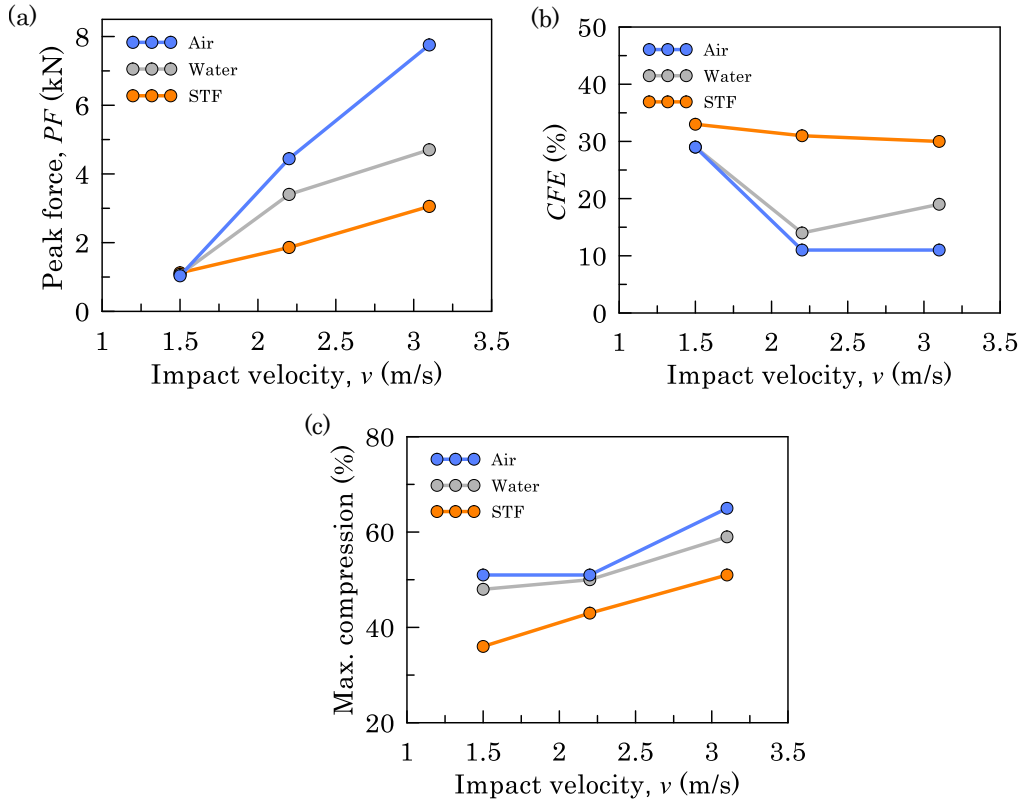 (a)
Peak force, PF (kN)
8
6
4
2
0
Air
Water
STF
1 1.5 2 2.5 3 3.5
Impact velocity, v (m/s)
(b)
CFE (%)
50
40
30
20
10
0
Air
Water
STF
1 1.5 2 2.5 3 3.5
Impact velocity, v (m/s)
(c)
Max. compression (%)
80
60
40
20
Air
Water
STF
1 1.5 2 2.5 3 3.5
Impact velocity, v (m/s)